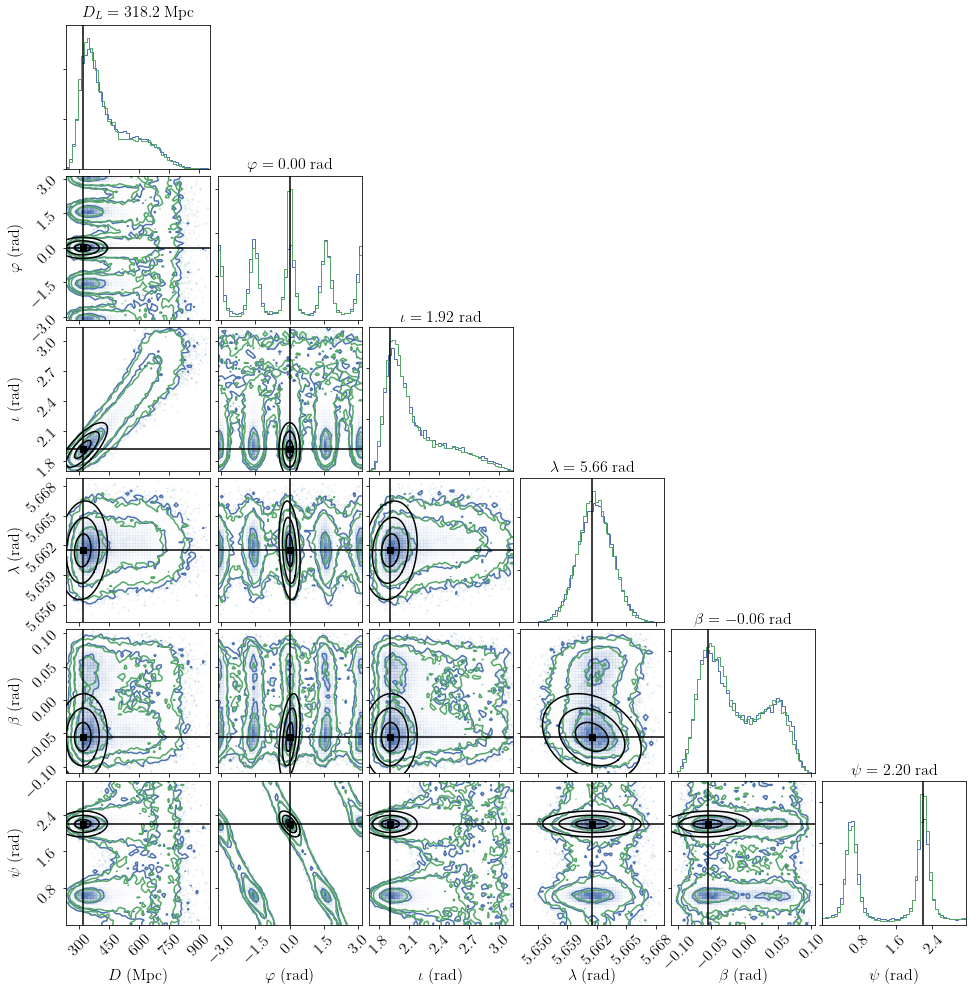 D_L = 318.2 Mpc
φ = 0.00 rad
3.0
1.5
0.0
−1.5
−3.0
φ (rad)
ι = 1.92 rad
3.0
2.7
2.4
2.1
1.8
ι (rad)
λ = 5.66 rad
5.668
5.665
5.662
5.659
5.656
λ (rad)
β = −0.06 rad
0.10
0.05
0.00
−0.05
−0.10
β (rad)
ψ = 2.20 rad
2.4
1.6
0.8
ψ (rad)
300 450 600 750 900 −3.0 −1.5 0.0 1.5 3.0 1.8 2.1 2.4 2.7 3.0 5.656 5.659 5.662 5.665 5.668 −0.10 −0.05 0.00 0.05 0.10 0.8 1.6 2.4
D (Mpc) φ (rad) ι (rad) λ (rad) β (rad) ψ (rad)